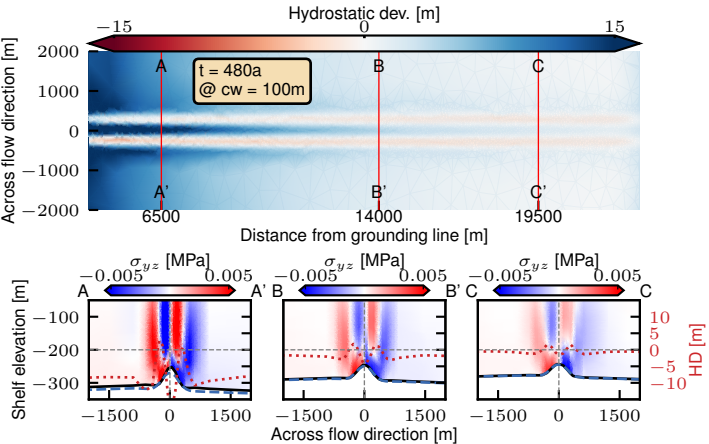 Hydrostatic dev. [m]
−15 0 15
Across flow direction [m]
2000
1000
0
−1000
−2000
A B C
t = 480a
@ cw = 100m
A' B' C'
6500 14000 19500
Distance from grounding line [m]
σyz [MPa] σyz [MPa] σyz [MPa]
−0.005 0.005 −0.005 0.005 −0.005 0.005
A A' B B' C C
Shelf elevation [m]
−100
−200
−300
10
5
0
−5
−10
HD [m]
−1500 0 1500 −1500 0 1500 −1500 0 1500
Across flow direction [m]